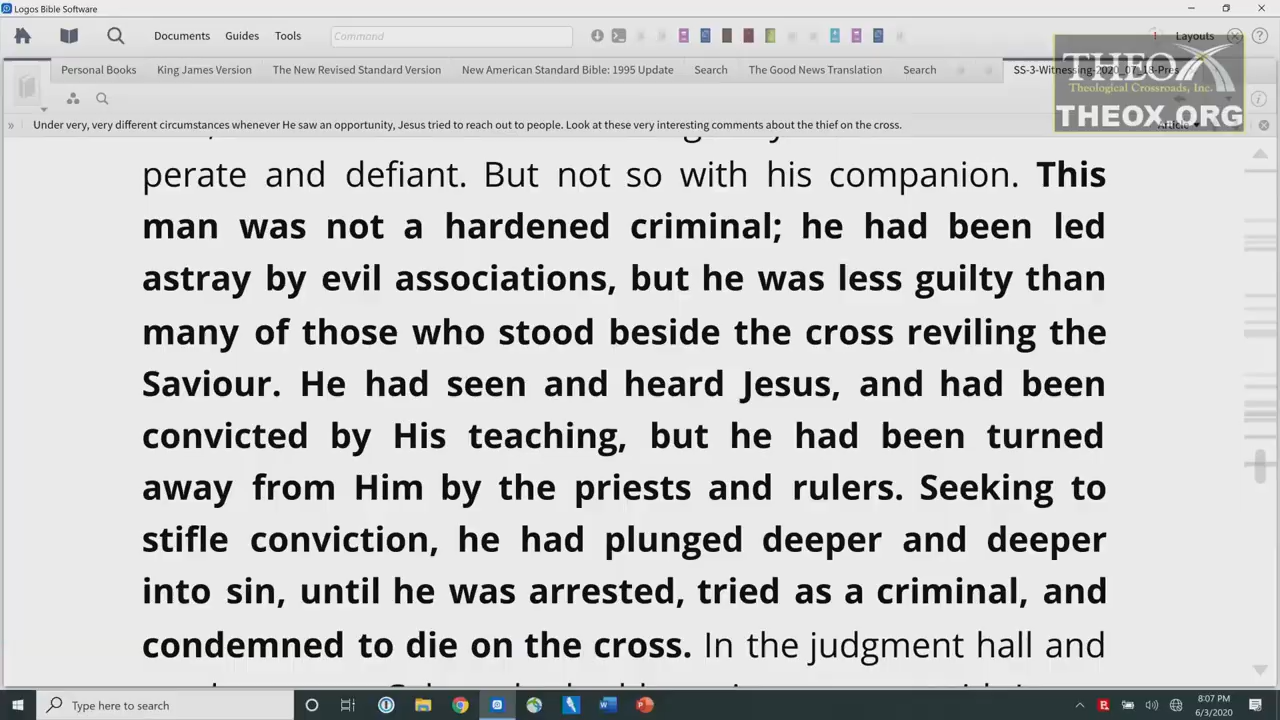 Logos Bible Software
Documents Guides Tools Command Layouts
Personal Books King James Version The New Revised New American Standard Bible: 1995 Update Search The Good News Translation Search SS-3-Witnessing-2020_07_18-Pres
THEOX
Theological Crossroads, Inc.
THEOX.ORG
Article
» Under very, very different circumstances whenever He saw an opportunity, Jesus tried to reach out to people. Look at these very interesting comments about the thief on the cross.
perate and defiant. But not so with his companion. This
man was not a hardened criminal; he had been led
astray by evil associations, but he was less guilty than
many of those who stood beside the cross reviling the
Saviour. He had seen and heard Jesus, and had been
convicted by His teaching, but he had been turned
away from Him by the priests and rulers. Seeking to
stifle conviction, he had plunged deeper and deeper
into sin, until he was arrested, tried as a criminal, and
condemned to die on the cross. In the judgment hall and
Type here to search
8:07 PM
6/3/2020